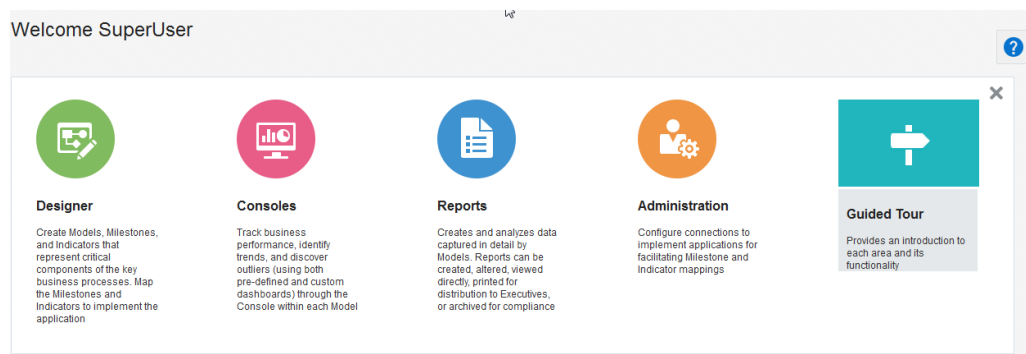 Welcome SuperUser
?
Designer
Create Models, Milestones,
and Indicators that
represent critical
components of the key
business processes. Map
the Milestones and
Indicators to implement the
application
Consoles
Track business
performance, identify
trends, and discover
outliers (using both
pre-defined and custom
dashboards) through the
Console within each Model
Reports
Creates and analyzes data
captured in detail by
Models. Reports can be
created, altered, viewed
directly, printed for
distribution to Executives,
or archived for compliance
Administration
Configure connections to
implement applications for
facilitating Milestone and
Indicator mappings
Guided Tour
Provides an introduction to
each area and its
functionality